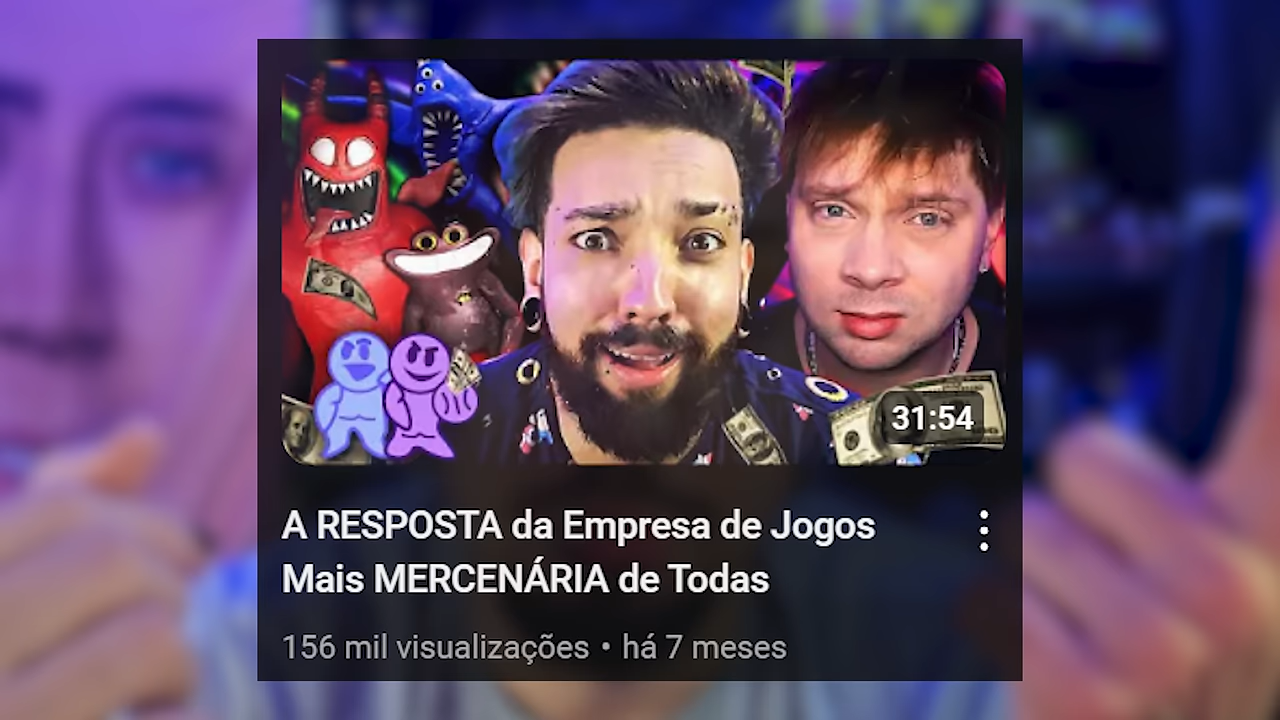 31:54
A RESPOSTA da Empresa de Jogos
Mais MERCENÁRIA de Todas
156 mil visualizações • há 7 meses